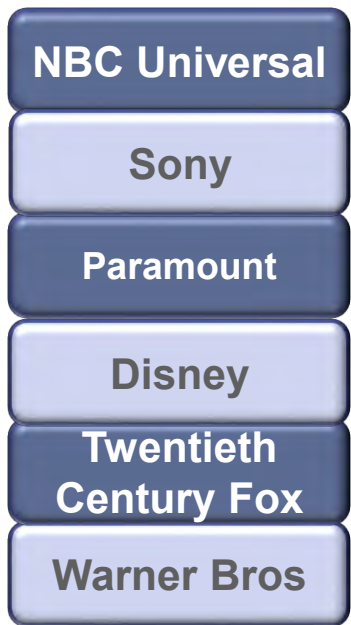 NBC Universal
Sony
Paramount
Disney
Twentieth
Century Fox
Warner Bros